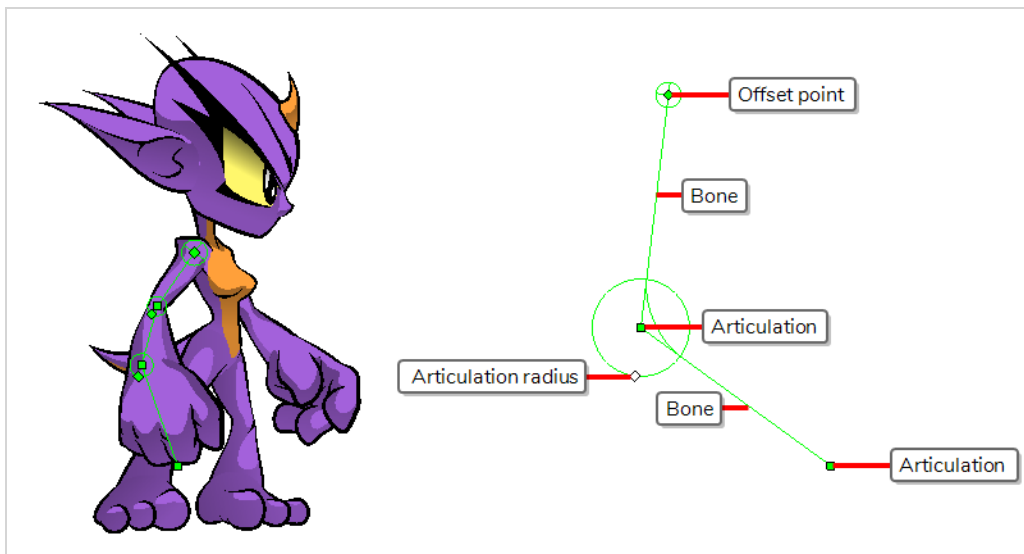 Offset point
Bone
Articulation
Articulation radius
Bone
Articulation